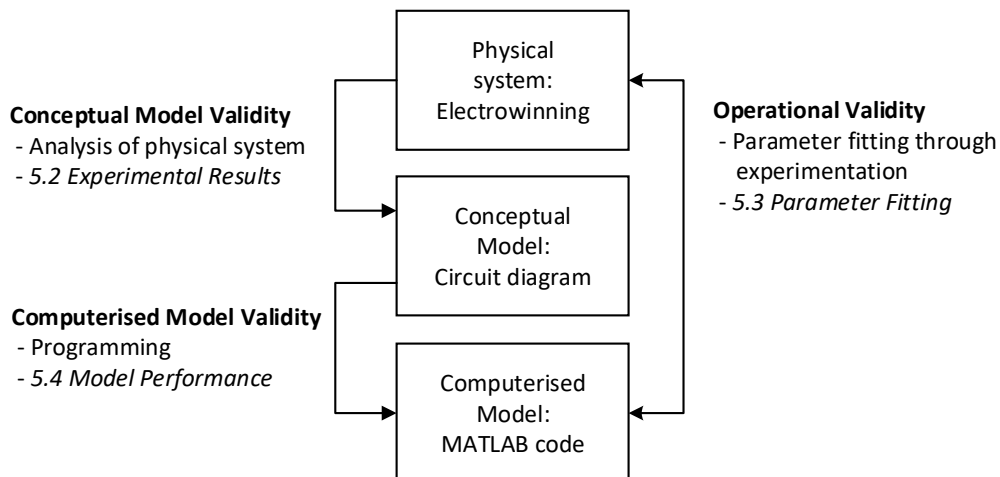 Physical
system:
Electrowinning
Conceptual Model Validity
- Analysis of physical system
- 5.2 Experimental Results
Operational Validity
- Parameter fitting through
experimentation
- 5.3 Parameter Fitting
Conceptual
Model:
Circuit diagram
Computerised Model Validity
- Programming
- 5.4 Model Performance
Computerised
Model:
MATLAB code